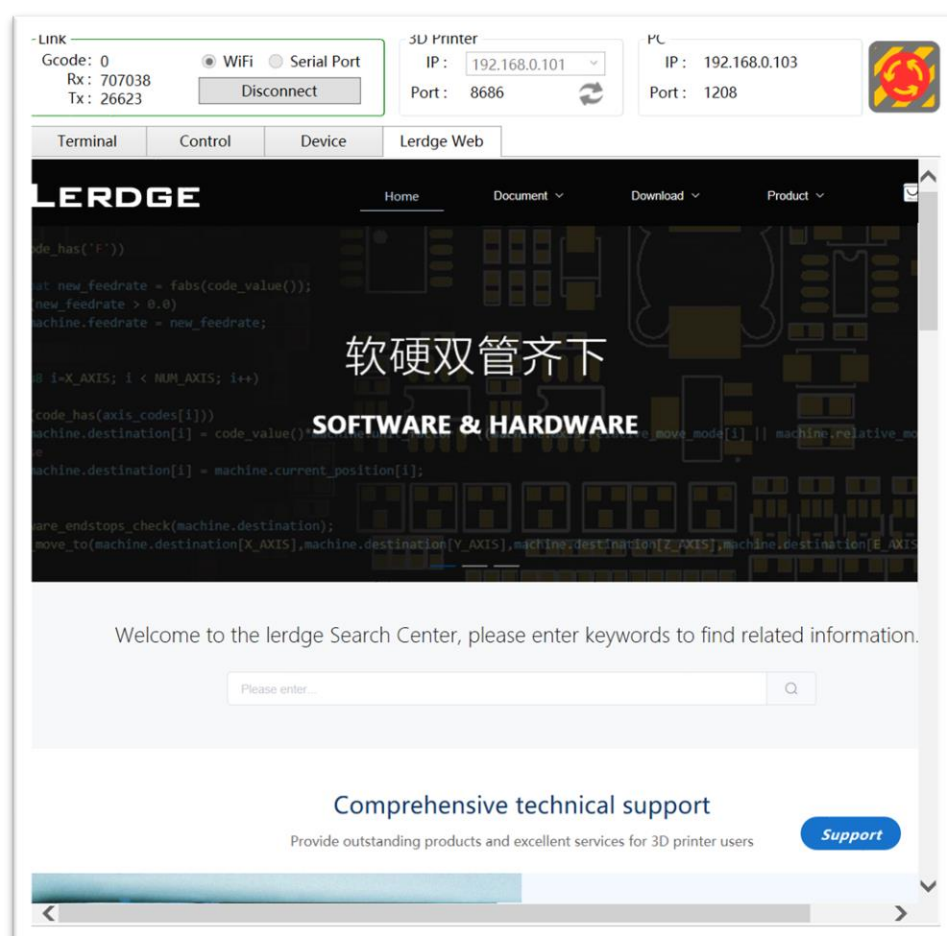 Link
3D Printer
PC
Gcode: 0
WiFi
Serial Port
IP : 192.168.0.101
IP : 192.168.0.103
Rx : 707038
Tx : 26623
Disconnect
Port : 8686
Port : 1208
Terminal
Control
Device
Lerdge Web
LERDGE
Home
Document
Download
Product
ode_has('F'))
at new_feedrate = fabs(code_value());
new_feedrate > 0.0)
machine.feedrate = new_feedrate;
软硬双管齐下
i=X_AXIS; i < NUM_AXIS; i++)
code_has(axis_codes[i]))
SOFTWARE & HARDWARE
machine.destination[i] = code_value()
relative_move_mode[i] || machine.relative_mo
machine.destination[i] = machine.current_position[i];
are_endstops_check(machine.destination);
move_to(machine.destination[X_AXIS],machine.destination[Y_AXIS],machine.destination[Z_AXIS],machine.destination[E_AXIS
Welcome to the lerdge Search Center, please enter keywords to find related information.
Please enter...
Comprehensive technical support
Provide outstanding products and excellent services for 3D printer users
Support